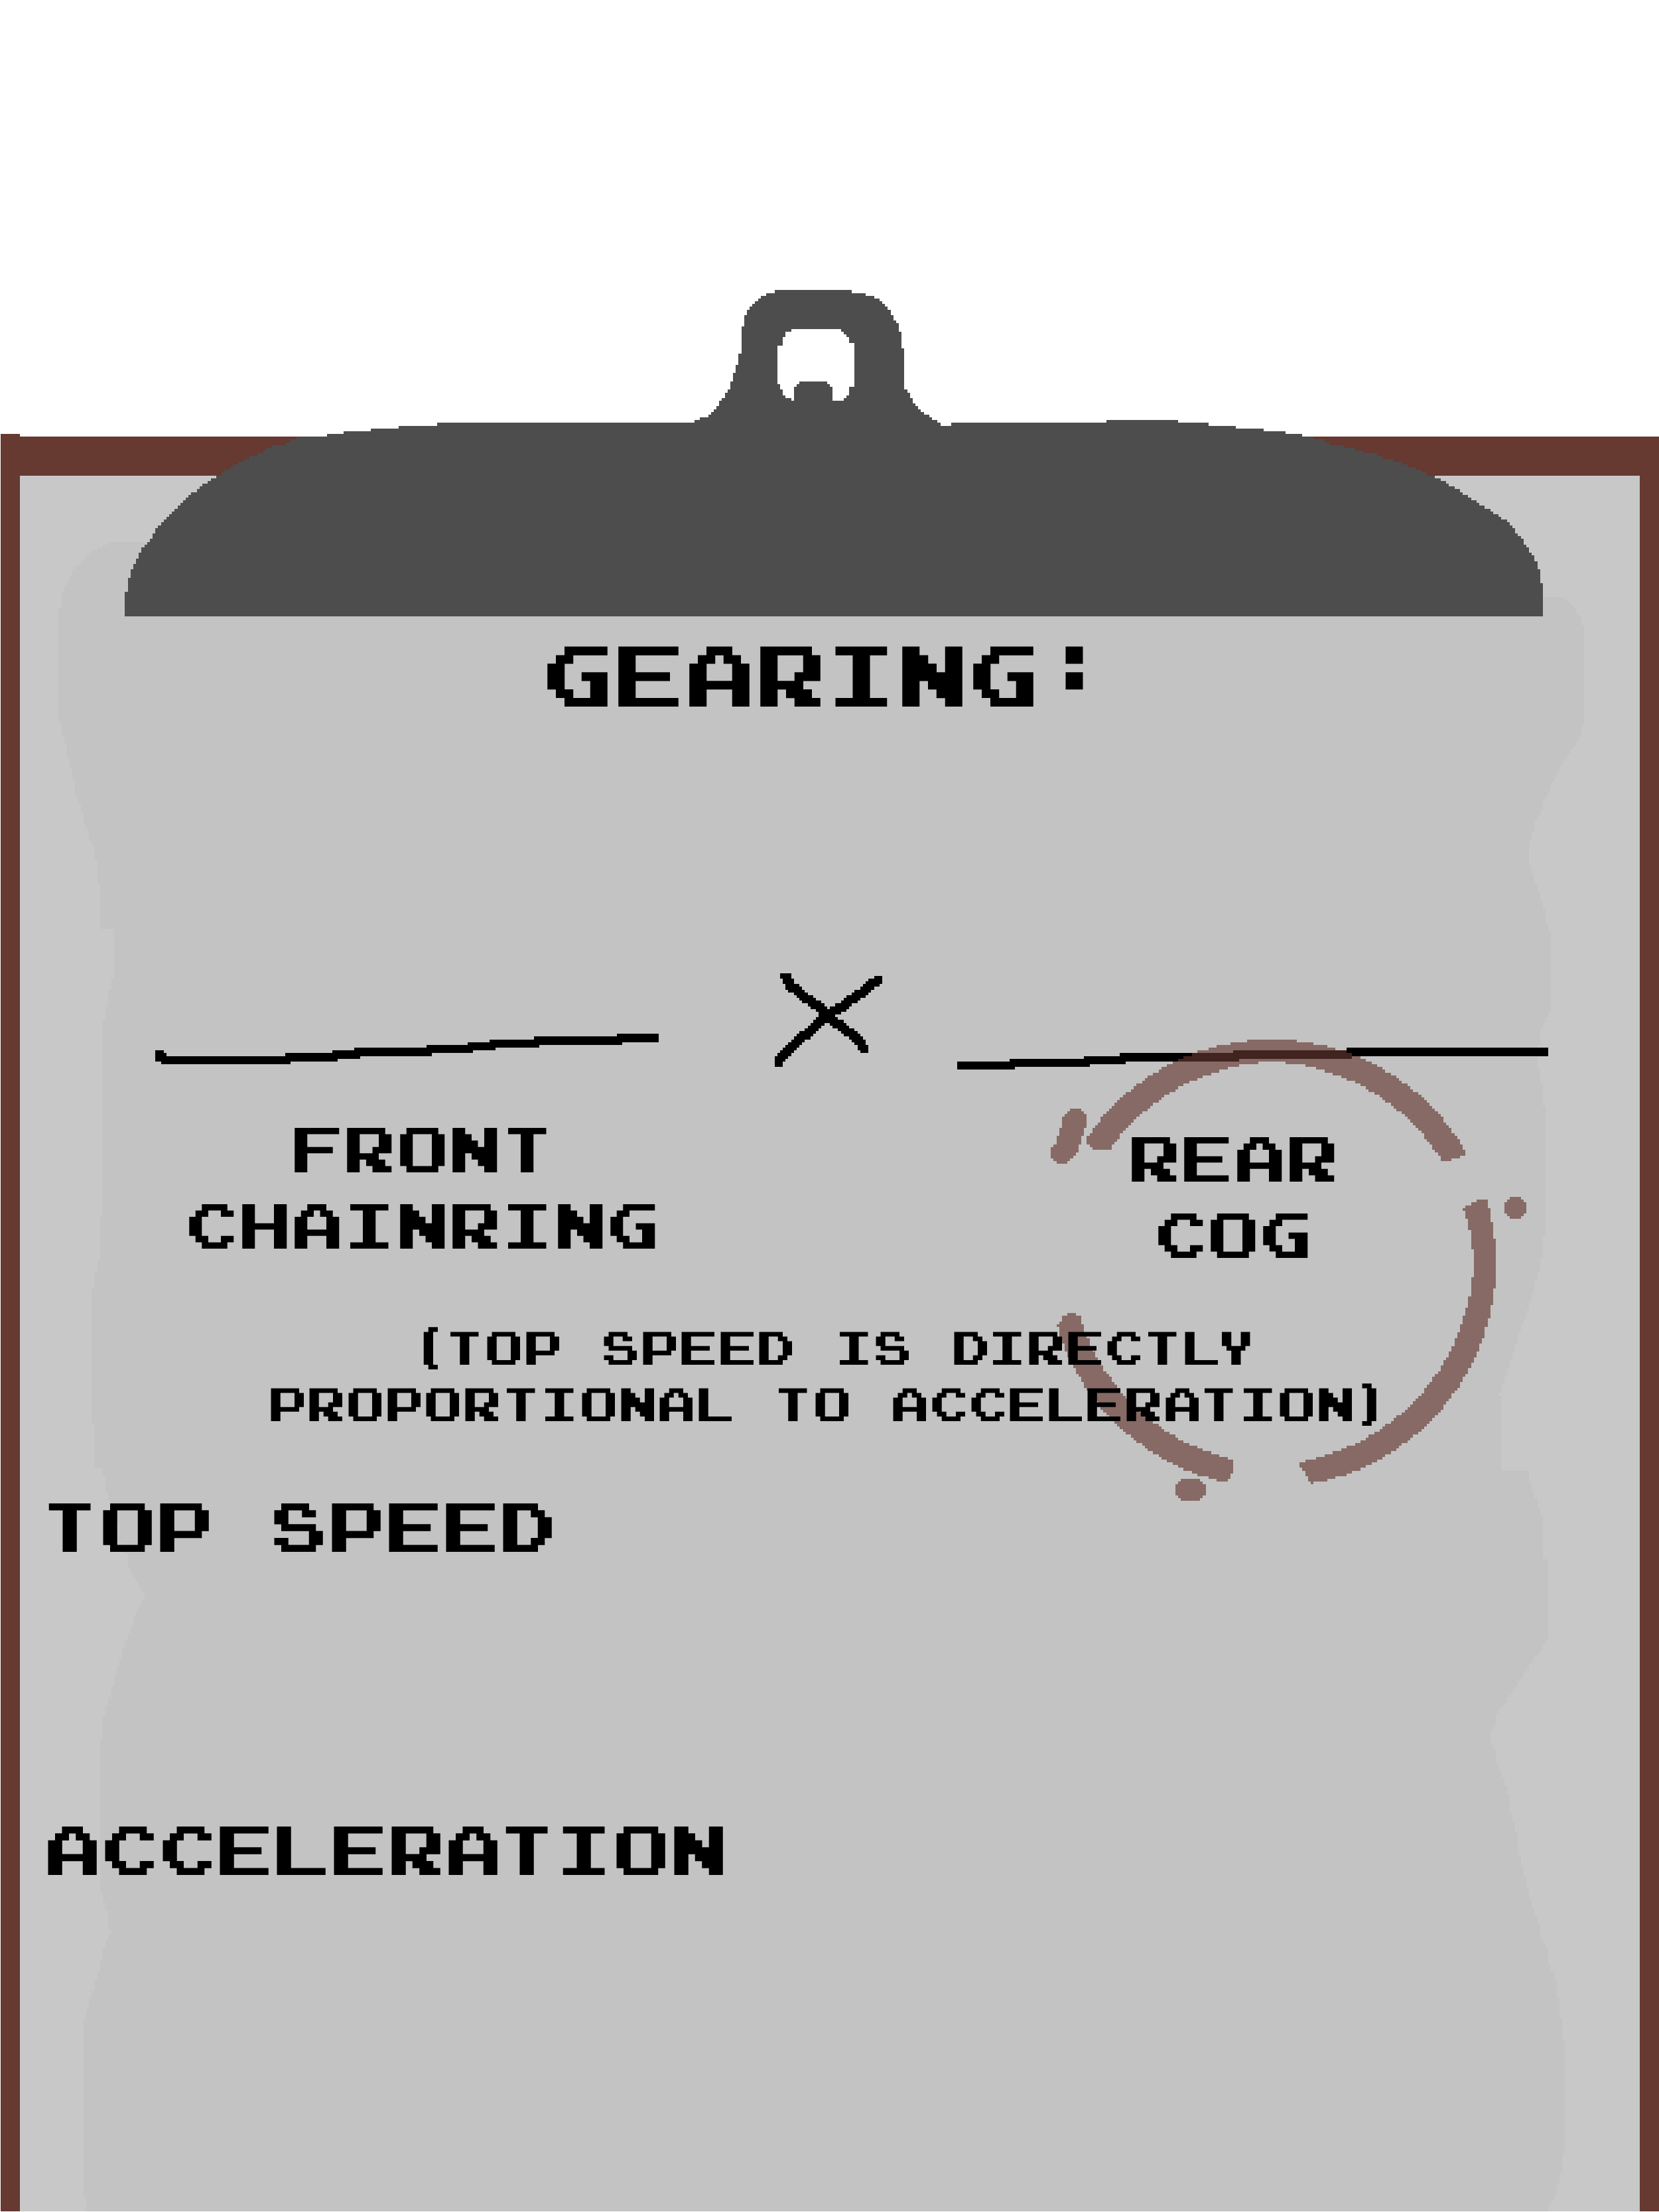 GEARING:
X
FRONT
CHAINRING
REAR
COG
(TOP SPEED IS DIRECTLY
PROPORTIONAL TO ACCELERATION)
TOP SPEED
ACCELERATION